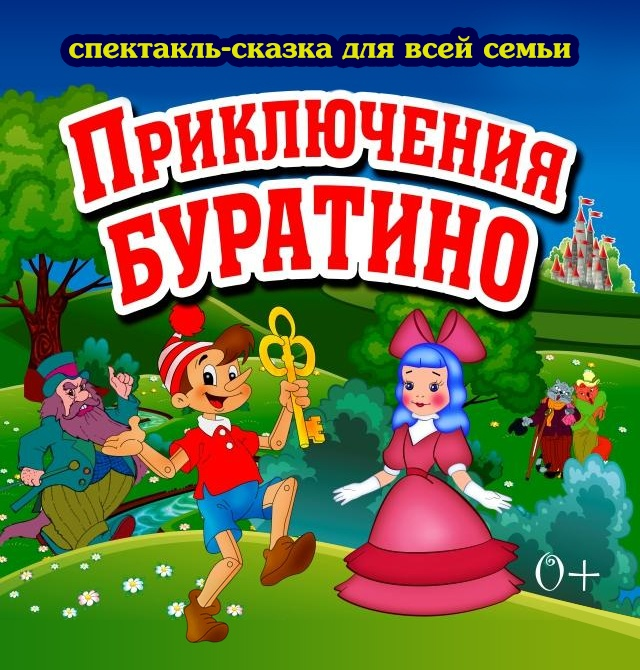 спектакль-сказка для всей семьи
Приключения
БУРАТИНО
0+